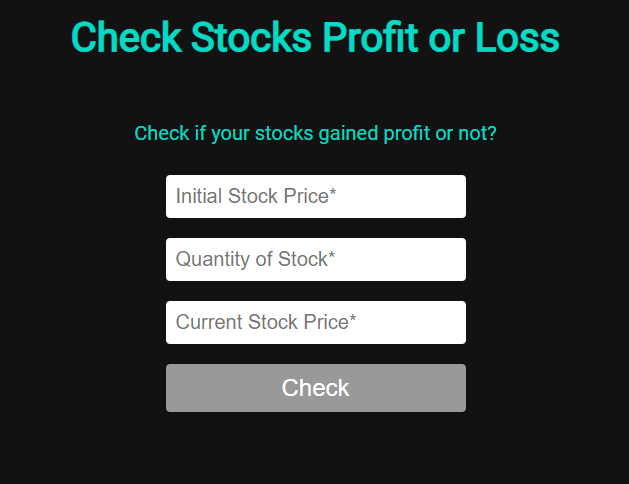 Check Stocks Profit or Loss
Check if your stocks gained profit or not?
Initial Stock Price*
Quantity of Stock*
Current Stock Price*
Check